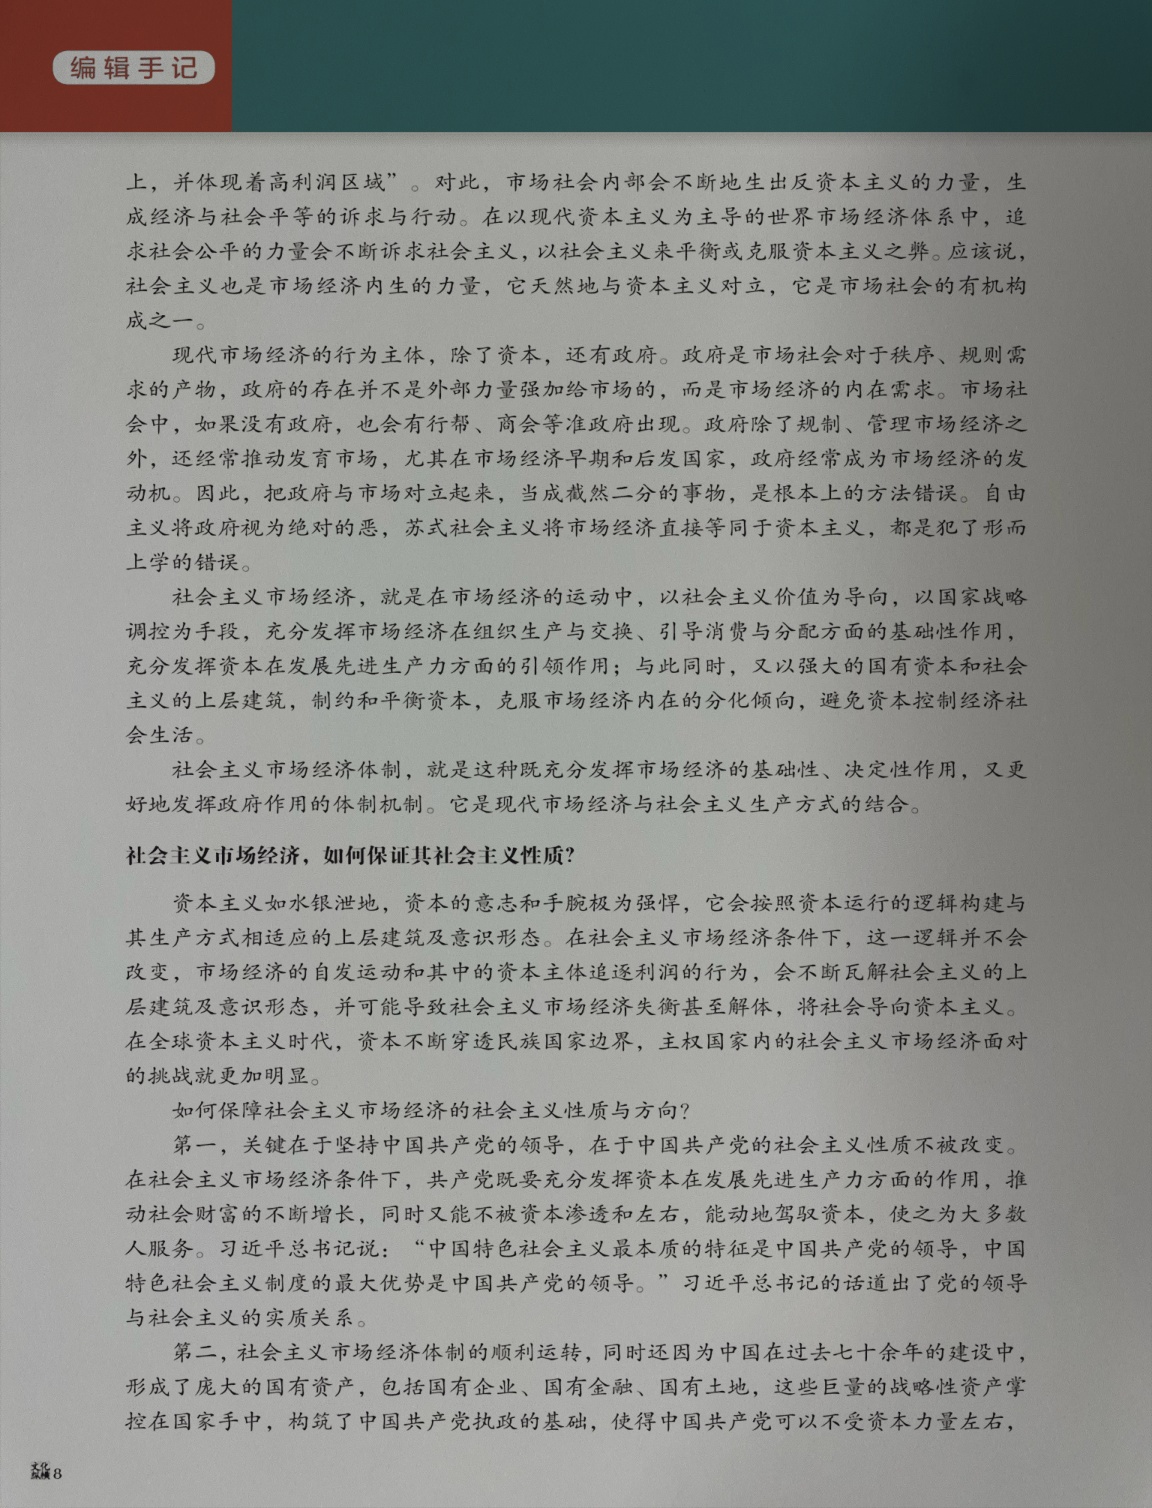 编辑手记
上，并体现着高利润区域”。对此，市场社会内部会不断地生出反资本主义的力量，生
成经济与社会平等的诉求与行动。在以现代资本主义为主导的世界市场经济体系中，追
求社会公平的力量会不断诉求社会主义，以社会主义来平衡或克服资本主义之弊。应该说，
社会主义也是市场经济内生的力量，它天然地与资本主义对立，它是市场社会的有机构
成之一。
现代市场经济的行为主体，除了资本，还有政府。政府是市场社会对于秩序、规则需
求的产物，政府的存在并不是外部力量强加给市场的，而是市场经济的内在需求。市场社
会中，如果没有政府，也会有行帮、商会等准政府出现。政府除了规制、管理市场经济之
外，还经常推动发育市场，尤其在市场经济早期和后发国家，政府经常成为市场经济的发
动机。因此，把政府与市场对立起来，当成截然二分的事物，是根本上的方法错误。自由
主义将政府视为绝对的恶，苏式社会主义将市场经济直接等同于资本主义，都是犯了形而
上学的错误。
社会主义市场经济，就是在市场经济的运动中，以社会主义价值为导向，以国家战略
调控为手段，充分发挥市场经济在组织生产与交换、引导消费与分配方面的基础性作用，
充分发挥资本在发展先进生产力方面的引领作用；与此同时，又以强大的国有资本和社会
主义的上层建筑，制约和平衡资本，克服市场经济内在的分化倾向，避免资本控制经济社
会生活。
社会主义市场经济体制，就是这种既充分发挥市场经济的基础性、决定性作用，又更
好地发挥政府作用的体制机制。它是现代市场经济与社会主义生产方式的结合。
社会主义市场经济，如何保证其社会主义性质？
资本主义如水银泄地，资本的意志和手腕极为强悍，它会按照资本运行的逻辑构建与
其生产方式相适应的上层建筑及意识形态。在社会主义市场经济条件下，这一逻辑并不会
改变，市场经济的自发运动和其中的资本主体追逐利润的行为，会不断瓦解社会主义的上
层建筑及意识形态，并可能导致社会主义市场经济失衡甚至解体，将社会导向资本主义。
在全球资本主义时代，资本不断穿透民族国家边界，主权国家内的社会主义市场经济面对
的挑战就更加明显。
如何保障社会主义市场经济的社会主义性质与方向？
第一，关键在于坚持中国共产党的领导，在于中国共产党的社会主义性质不被改变。
在社会主义市场经济条件下，共产党既要充分发挥资本在发展先进生产力方面的作用，推
动社会财富的不断增长，同时又能不被资本渗透和左右，能动地驾驭资本，使之为大多数
人服务。习近平总书记说：“中国特色社会主义最本质的特征是中国共产党的领导，中国
特色社会主义制度的最大优势是中国共产党的领导。”习近平总书记的话道出了党的领导
与社会主义的实质关系。
第二，社会主义市场经济体制的顺利运转，同时还因为中国在过去七十余年的建设中，
形成了庞大的国有资产，包括国有企业、国有金融、国有土地，这些巨量的战略性资产掌
控在国家手中，构筑了中国共产党执政的基础，使得中国共产党可以不受资本力量左右，
文化纵横 8